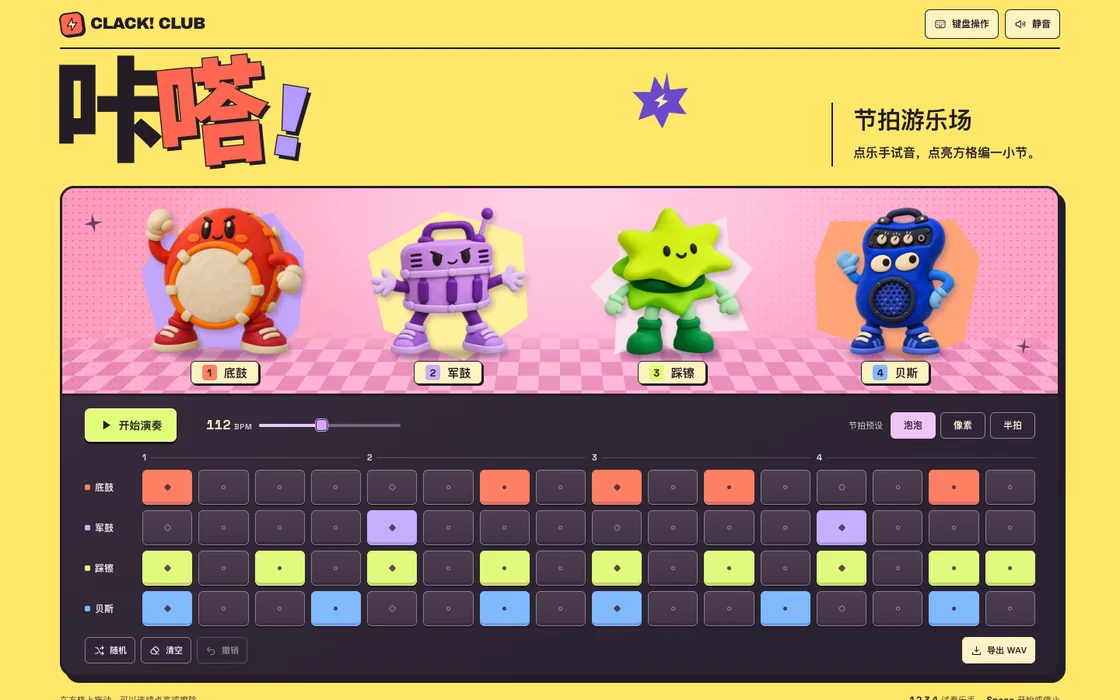 CLACK! CLUB
键盘操作
静音
咔嗒!
节拍游乐场
点乐手试音，点亮方格编一小节。
1 底鼓
2 军鼓
3 踩镲
4 贝斯
开始演奏
112 BPM
节拍预设
泡泡
像素
半拍
1
2
3
4
底鼓
军鼓
踩镲
贝斯
随机
清空
撤销
导出 WAV